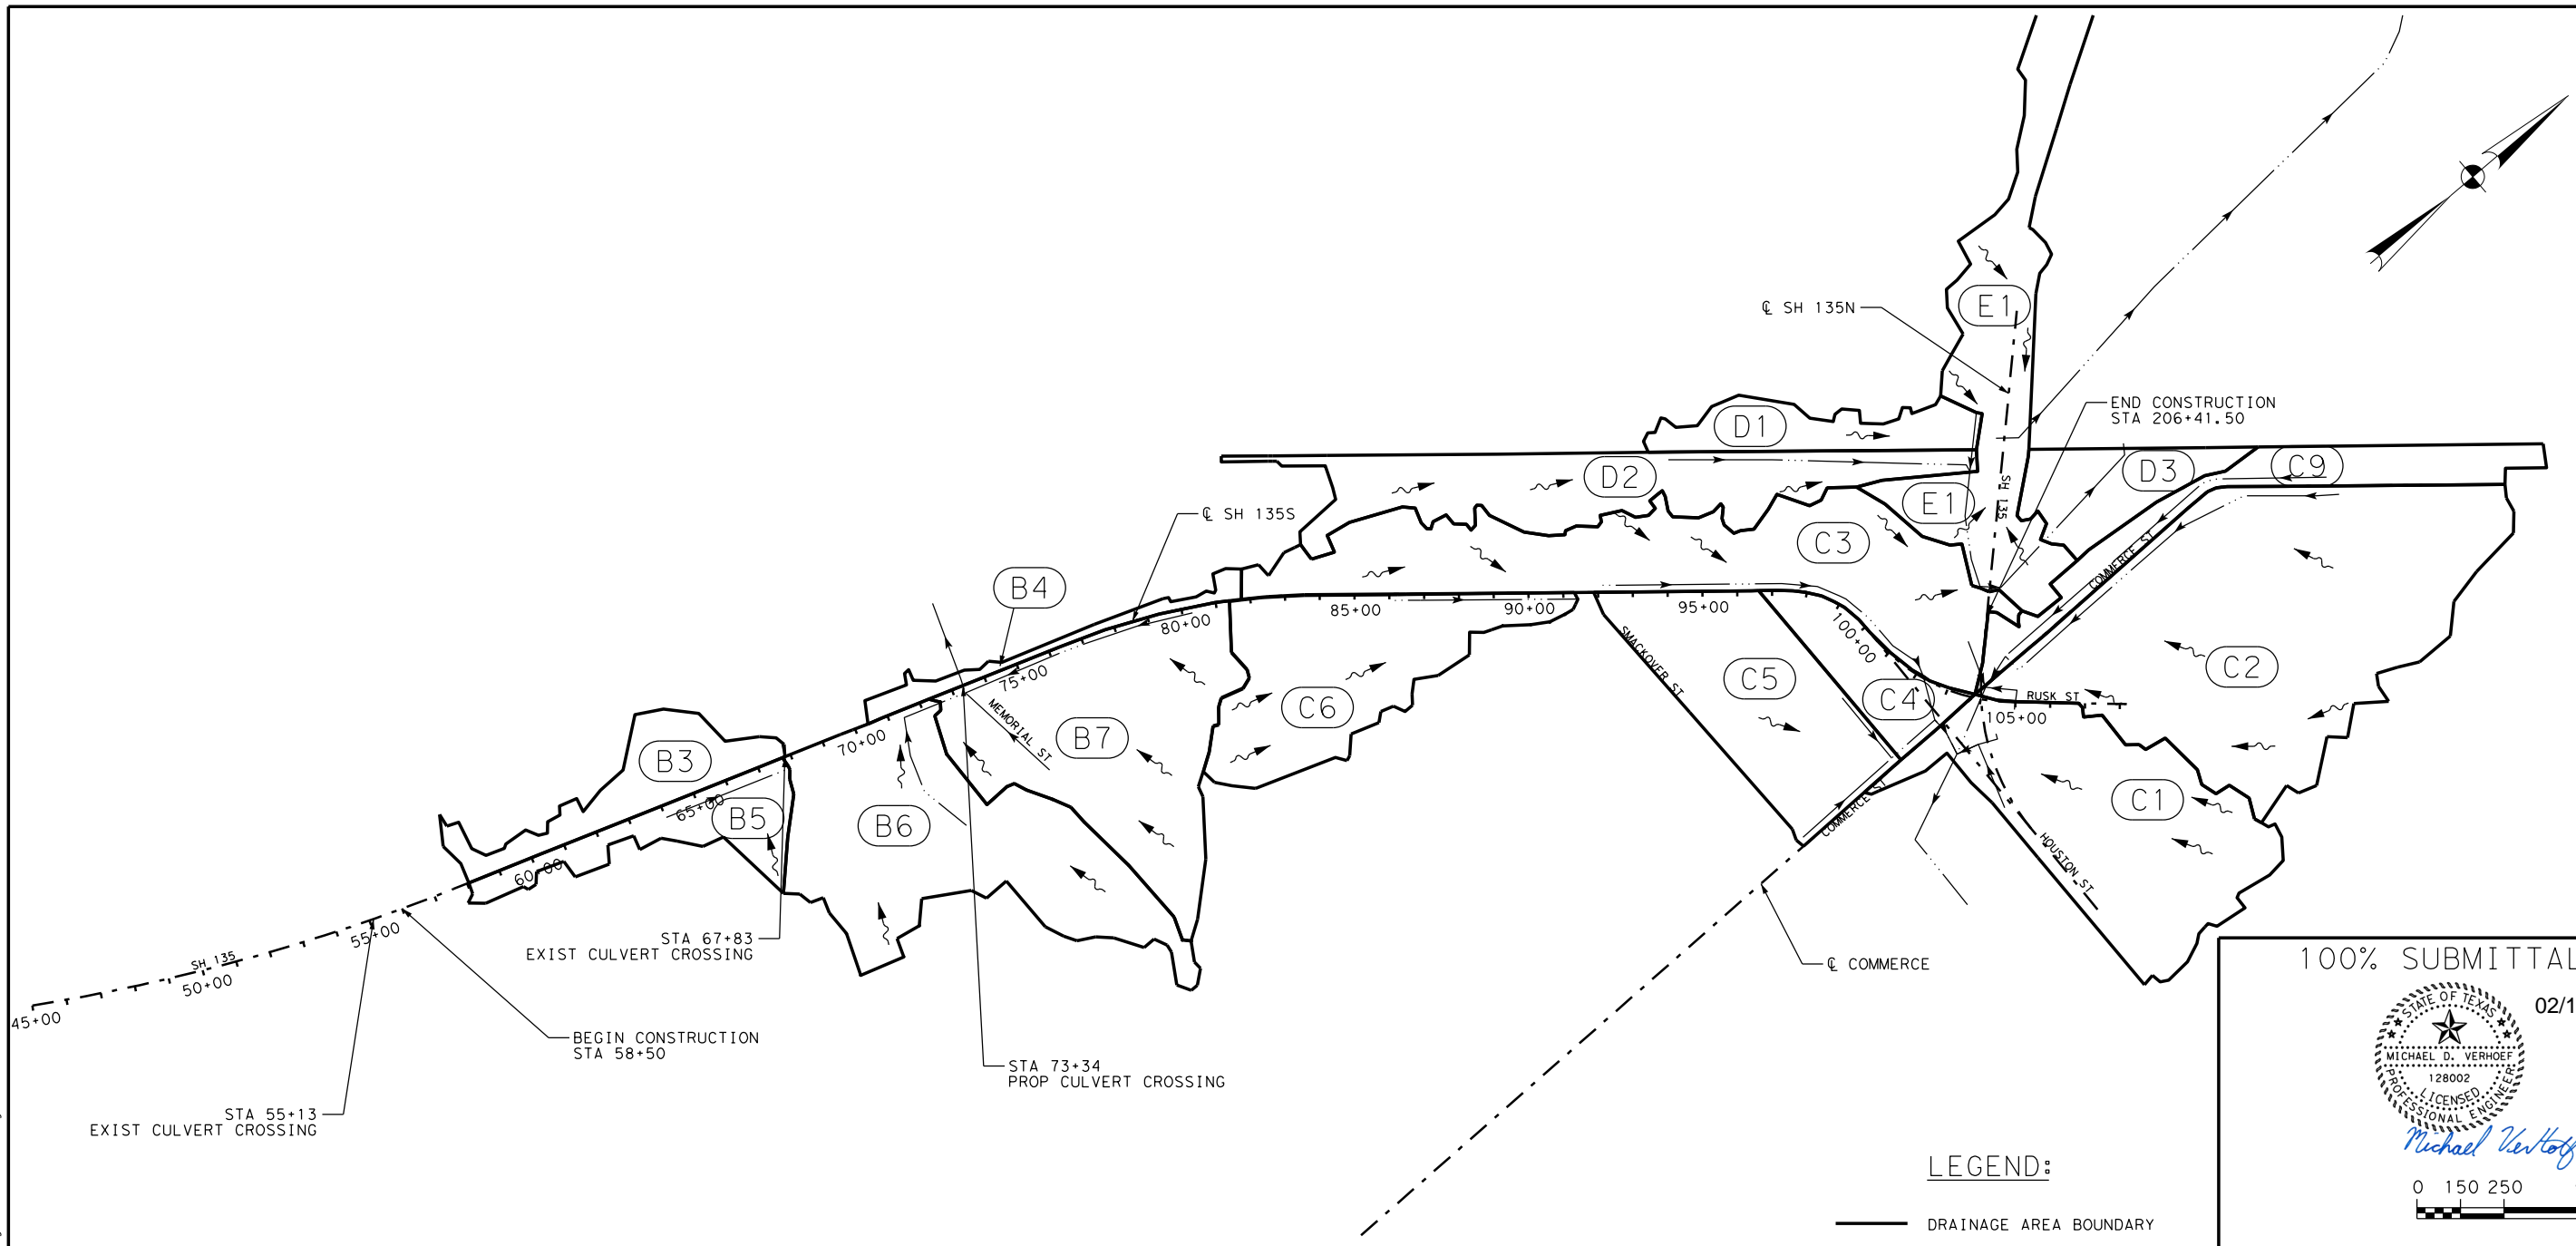 E1
℄ SH 135N
END CONSTRUCTION
STA 206+41.50
D1
D2
D3
C9
E1
SH 135
℄ SH 135S
C3
COMMERCE ST
B4
80+00
85+00
90+00
95+00
100+00
SMACKOVER ST
75+00
MEMORIAL ST
C5
C4
C2
RUSK ST
105+00
C6
70+00
B7
B3
65+00
B5
B6
C1
COMMERCE ST
HOUSTON ST
60+00
55+00
STA 67+83
EXIST CULVERT CROSSING
SH 135
50+00
45+00
℄ COMMERCE
BEGIN CONSTRUCTION
STA 58+50
STA 73+34
PROP CULVERT CROSSING
STA 55+13
EXIST CULVERT CROSSING
100% SUBMITTAL
02/1
STATE OF TEXAS
MICHAEL D. VERHOEF
128002
LICENSED
PROFESSIONAL ENGINEER
Michael VerHoef
LEGEND:
0 150 250
DRAINAGE AREA BOUNDARY